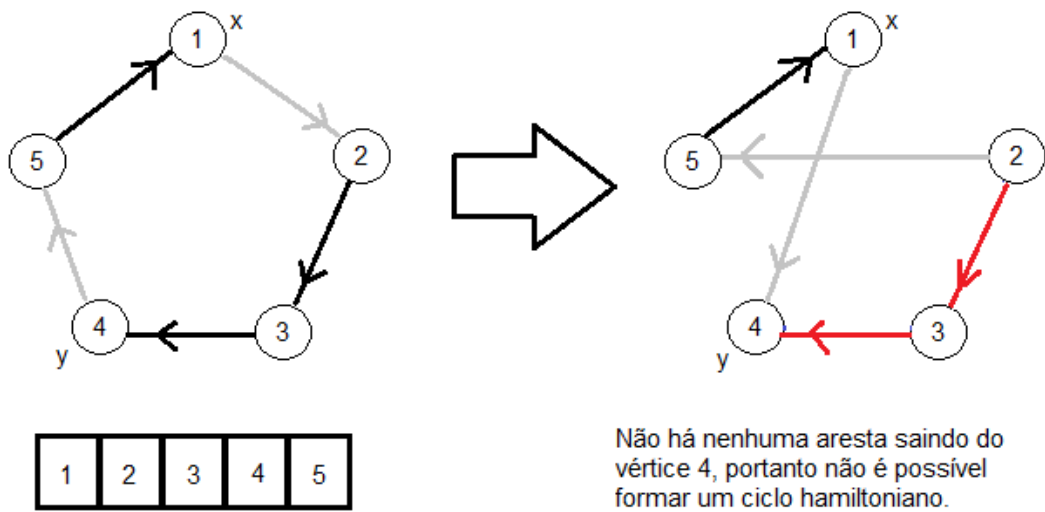 1 x
5
2
4
3
y
1 2 3 4 5
1 x
5
2
4
3
y
Não há nenhuma aresta saindo do
vértice 4, portanto não é possível
formar um ciclo hamiltoniano.